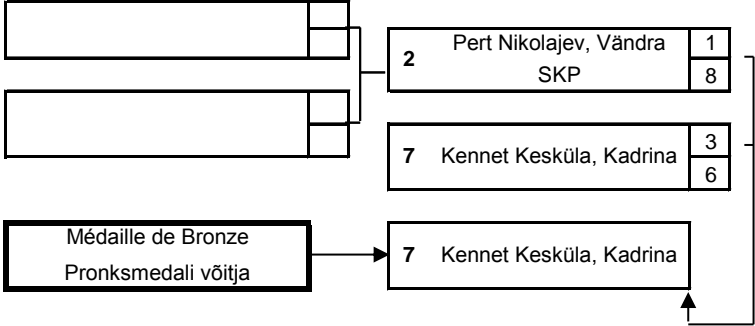 2 Pert Nikolajev, Vändra 1
SKP 8
7 Kennet Kesküla, Kadrina 3
6
Médaille de Bronze
Pronksmedali võitja
7 Kennet Kesküla, Kadrina